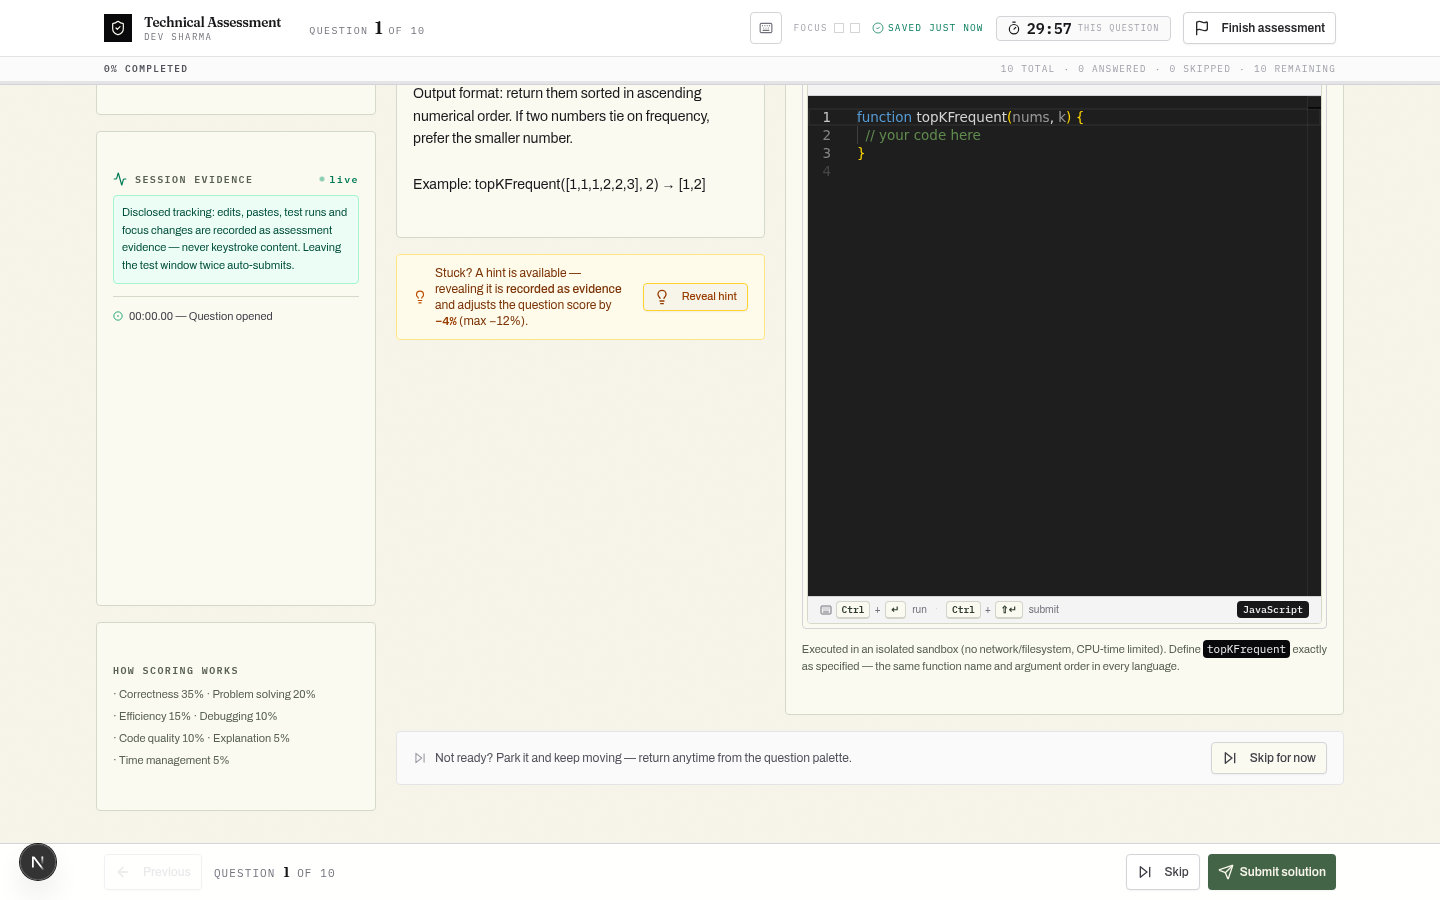 Technical Assessment
DEV SHARMA
QUESTION 1 OF 10
FOCUS
SAVED JUST NOW
29:57 THIS QUESTION
Finish assessment
0% COMPLETED
10 TOTAL · 0 ANSWERED · 0 SKIPPED · 10 REMAINING
SESSION EVIDENCE
live
Disclosed tracking: edits, pastes, test runs and
focus changes are recorded as assessment
evidence — never keystroke content. Leaving
the test window twice auto-submits.
00:00.00 — Question opened
HOW SCORING WORKS
· Correctness 35% · Problem solving 20%
· Efficiency 15% · Debugging 10%
· Code quality 10% · Explanation 5%
· Time management 5%
Output format: return them sorted in ascending
numerical order. If two numbers tie on frequency,
prefer the smaller number.
Example: topKFrequent([1,1,1,2,2,3], 2) → [1,2]
Stuck? A hint is available —
revealing it is recorded as evidence
and adjusts the question score by
−4% (max −12%).
Reveal hint
1 function topKFrequent(nums, k) {
2 // your code here
3 }
4
Ctrl + ↵ run · Ctrl + ⇧↵ submit
JavaScript
Executed in an isolated sandbox (no network/filesystem, CPU-time limited). Define topKFrequent exactly
as specified — the same function name and argument order in every language.
Not ready? Park it and keep moving — return anytime from the question palette.
Skip for now
N
Previous
QUESTION 1 OF 10
Skip
Submit solution